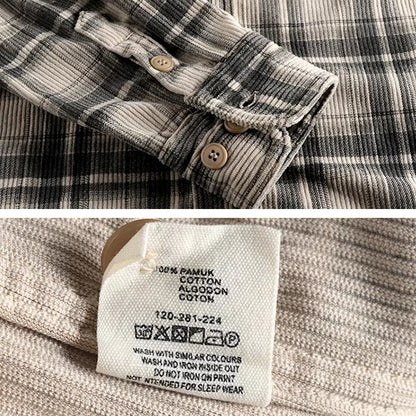 100% PAMUK
COTTON
ALGODON
COTON
120-281-224
WASH WITH SIMILAR COLOURS
WASH AND IRON INSIDE OUT
DO NOT IRON ON PRINT
NOT INTENDED FOR SLEEP WEAR